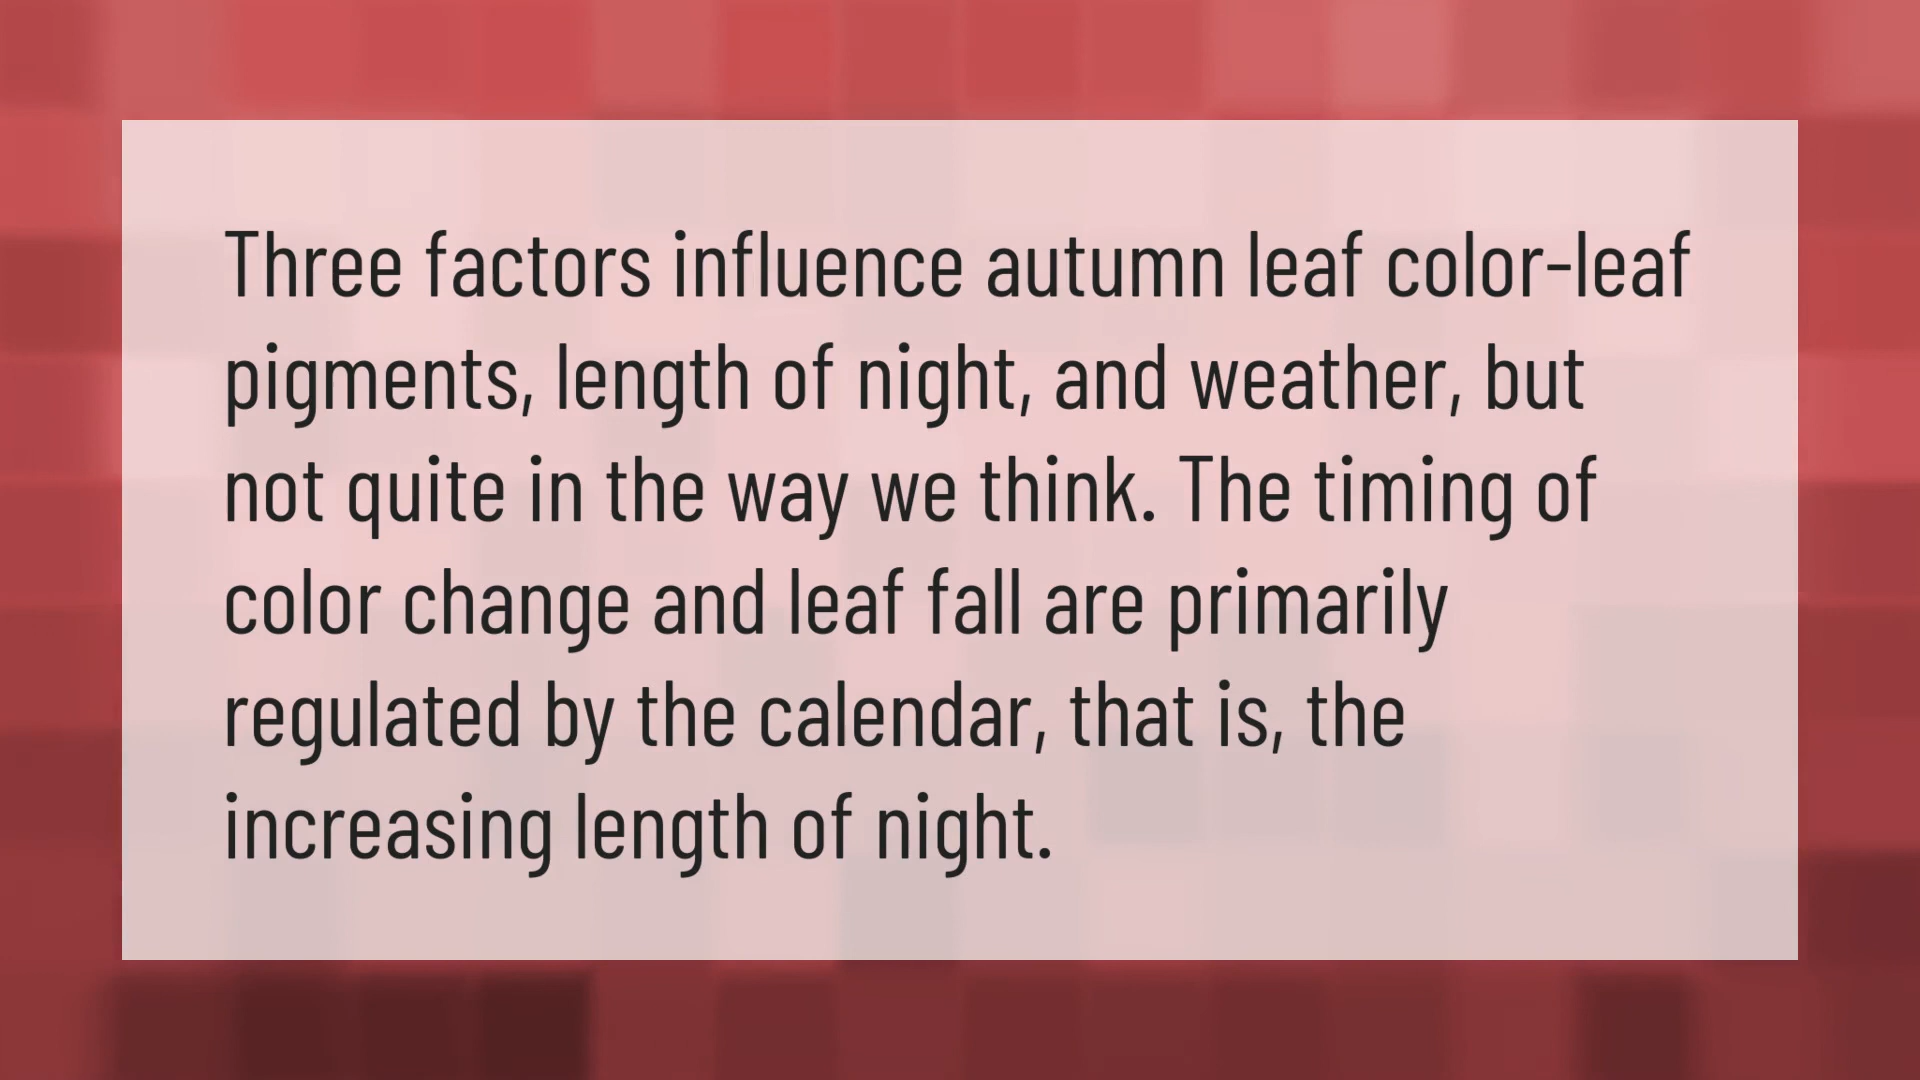 Three factors influence autumn leaf color-leaf
pigments, length of night, and weather, but
not quite in the way we think. The timing of
color change and leaf fall are primarily
regulated by the calendar, that is, the
increasing length of night.